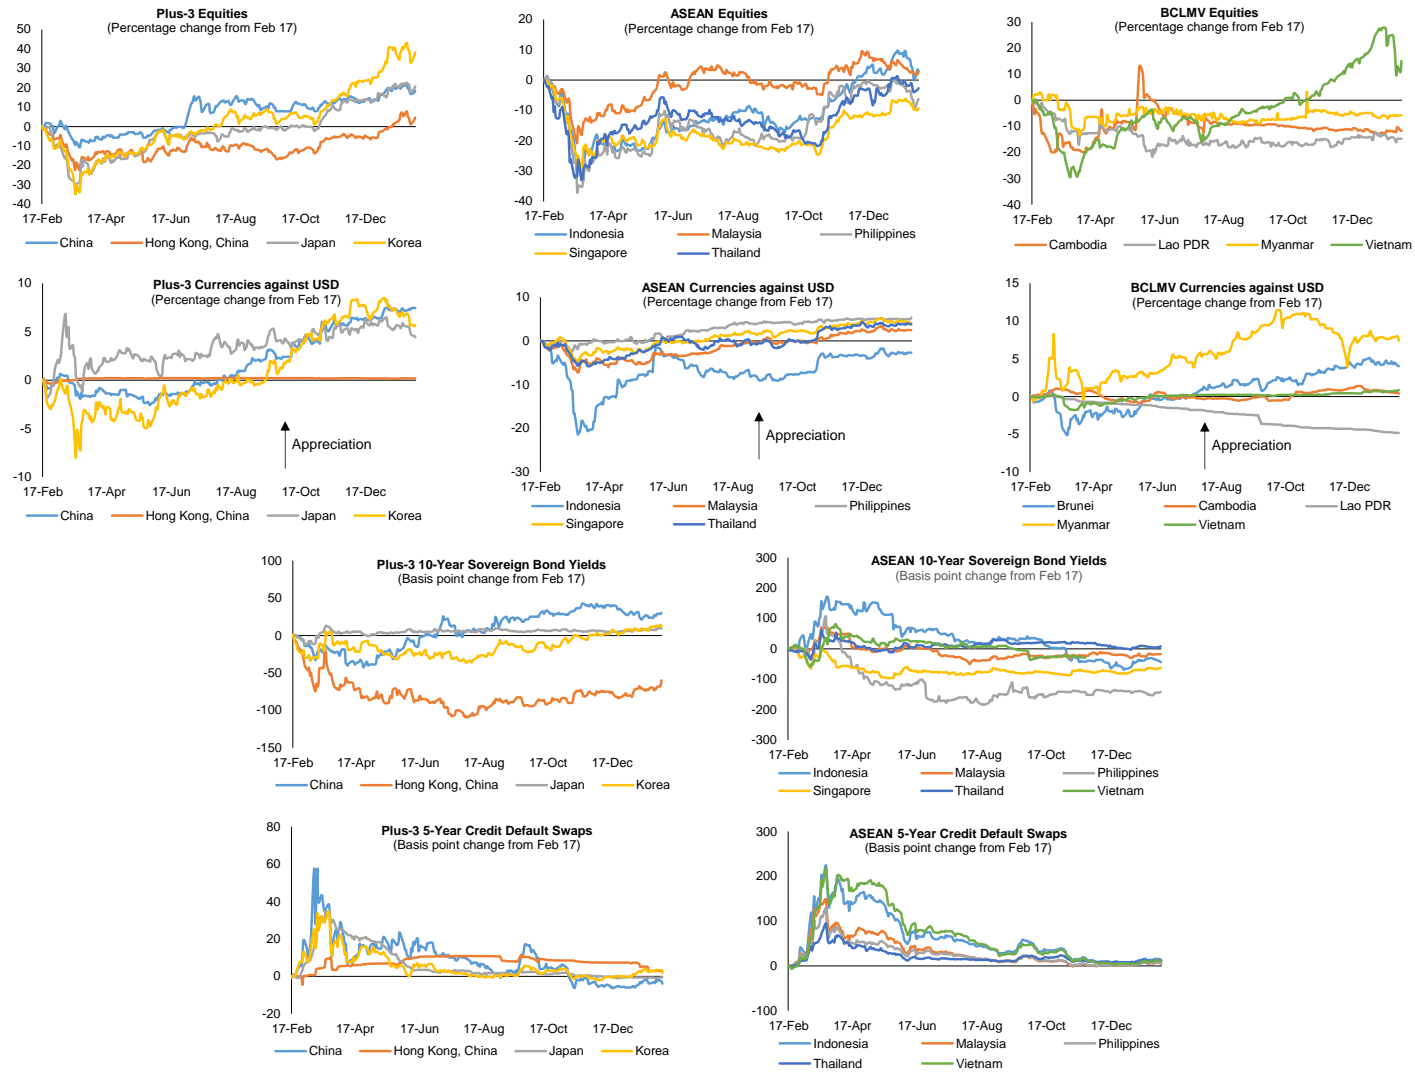 Plus-3 Equities
(Percentage change from Feb 17)
50
40
30
20
10
0
-10
-20
-30
-40
17-Feb 17-Apr 17-Jun 17-Aug 17-Oct 17-Dec
China Hong Kong, China Japan Korea
ASEAN Equities
(Percentage change from Feb 17)
20
10
0
-10
-20
-30
-40
17-Feb 17-Apr 17-Jun 17-Aug 17-Oct 17-Dec
Indonesia Malaysia Philippines
Singapore Thailand
BCLMV Equities
(Percentage change from Feb 17)
30
20
10
0
-10
-20
-30
-40
17-Feb 17-Apr 17-Jun 17-Aug 17-Oct 17-Dec
Cambodia Lao PDR Myanmar Vietnam
Plus-3 Currencies against USD
(Percentage change from Feb 17)
10
5
0
-5
-10
Appreciation
17-Feb 17-Apr 17-Jun 17-Aug 17-Oct 17-Dec
China Hong Kong, China Japan Korea
ASEAN Currencies against USD
(Percentage change from Feb 17)
10
0
-10
-20
-30
Appreciation
17-Feb 17-Apr 17-Jun 17-Aug 17-Oct 17-Dec
Indonesia Malaysia Philippines
Singapore Thailand
BCLMV Currencies against USD
(Percentage change from Feb 17)
15
10
5
0
-5
-10
Appreciation
17-Feb 17-Apr 17-Jun 17-Aug 17-Oct 17-Dec
Brunei Cambodia Lao PDR
Myanmar Vietnam
Plus-3 10-Year Sovereign Bond Yields
(Basis point change from Feb 17)
100
50
0
-50
-100
-150
17-Feb 17-Apr 17-Jun 17-Aug 17-Oct 17-Dec
China Hong Kong, China Japan Korea
ASEAN 10-Year Sovereign Bond Yields
(Basis point change from Feb 17)
300
200
100
0
-100
-200
-300
17-Feb 17-Apr 17-Jun 17-Aug 17-Oct 17-Dec
Indonesia Malaysia Philippines
Singapore Thailand Vietnam
Plus-3 5-Year Credit Default Swaps
(Basis point change from Feb 17)
80
60
40
20
0
-20
17-Feb 17-Apr 17-Jun 17-Aug 17-Oct 17-Dec
China Hong Kong, China Japan Korea
ASEAN 5-Year Credit Default Swaps
(Basis point change from Feb 17)
300
200
100
0
-100
17-Feb 17-Apr 17-Jun 17-Aug 17-Oct 17-Dec
Indonesia Malaysia Philippines
Thailand Vietnam